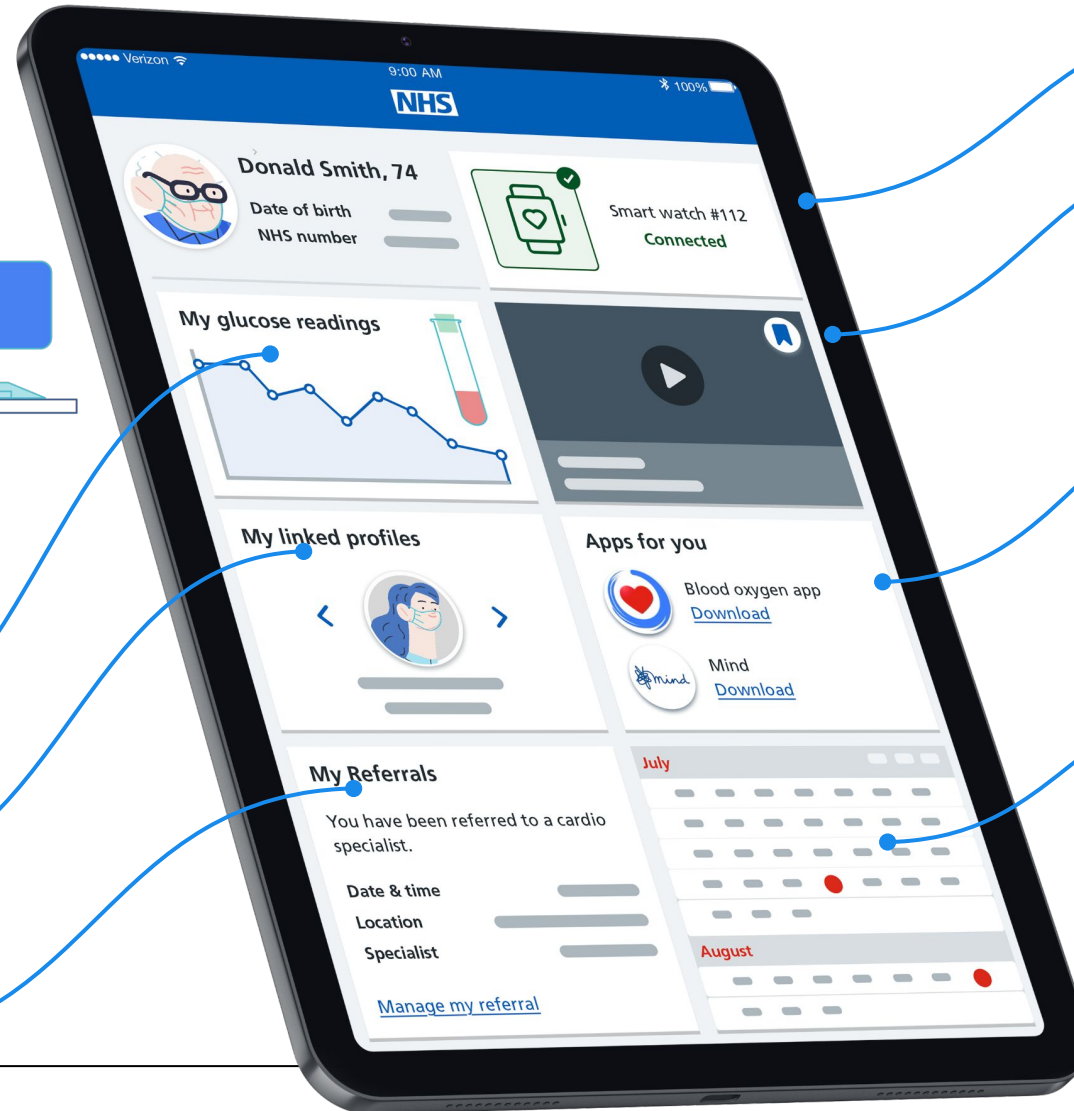 Verizon
9:00 AM
100%
NHS
Donald Smith, 74
Date of birth
NHS number
Smart watch #112
Connected
My glucose readings
My linked profiles
Apps for you
Blood oxygen app
Download
mind
Mind
Download
My Referrals
You have been referred to a cardio
specialist.
Date & time
Location
Specialist
Manage my referral
July
August